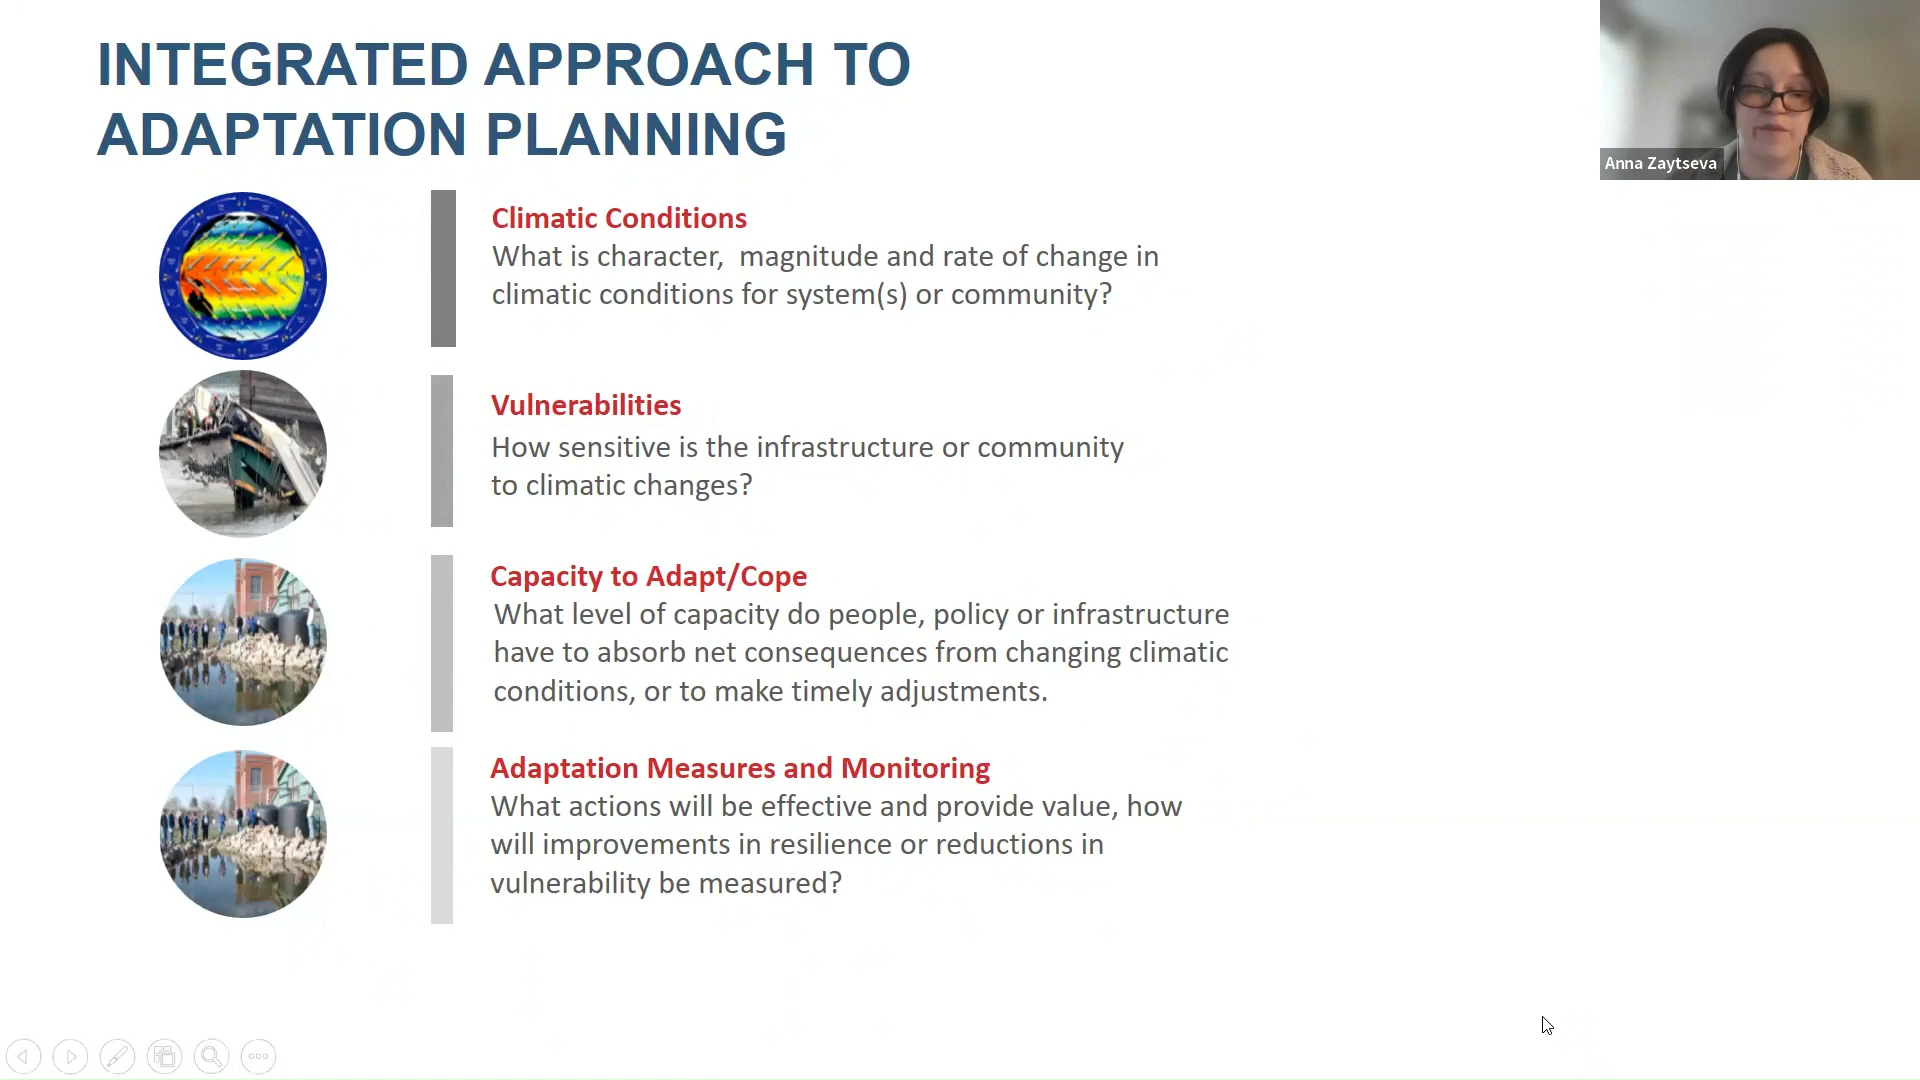 INTEGRATED APPROACH TO
ADAPTATION PLANNING
Anna Zaytseva
Climatic Conditions
What is character,  magnitude and rate of change in
climatic conditions for system(s) or community?
Vulnerabilities
How sensitive is the infrastructure or community
to climatic changes?
Capacity to Adapt/Cope
What level of capacity do people, policy or infrastructure
have to absorb net consequences from changing climatic
conditions, or to make timely adjustments.
Adaptation Measures and Monitoring
What actions will be effective and provide value, how
will improvements in resilience or reductions in
vulnerability be measured?